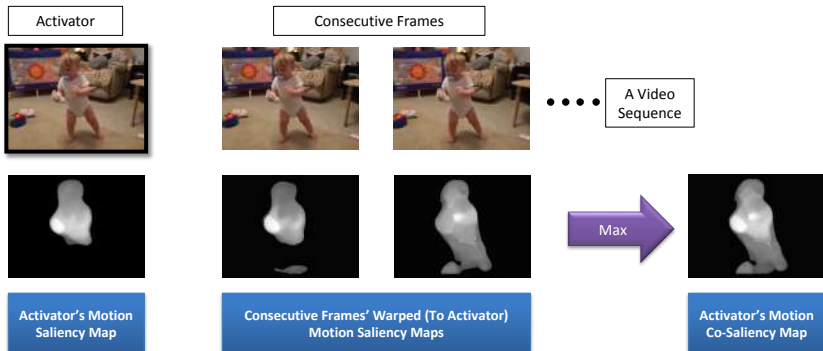 Activator
Consecutive Frames
A Video
Sequence
Max
Activator's Motion
Saliency Map
Consecutive Frames' Warped (To Activator)
Motion Saliency Maps
Activator's Motion
Co-Saliency Map